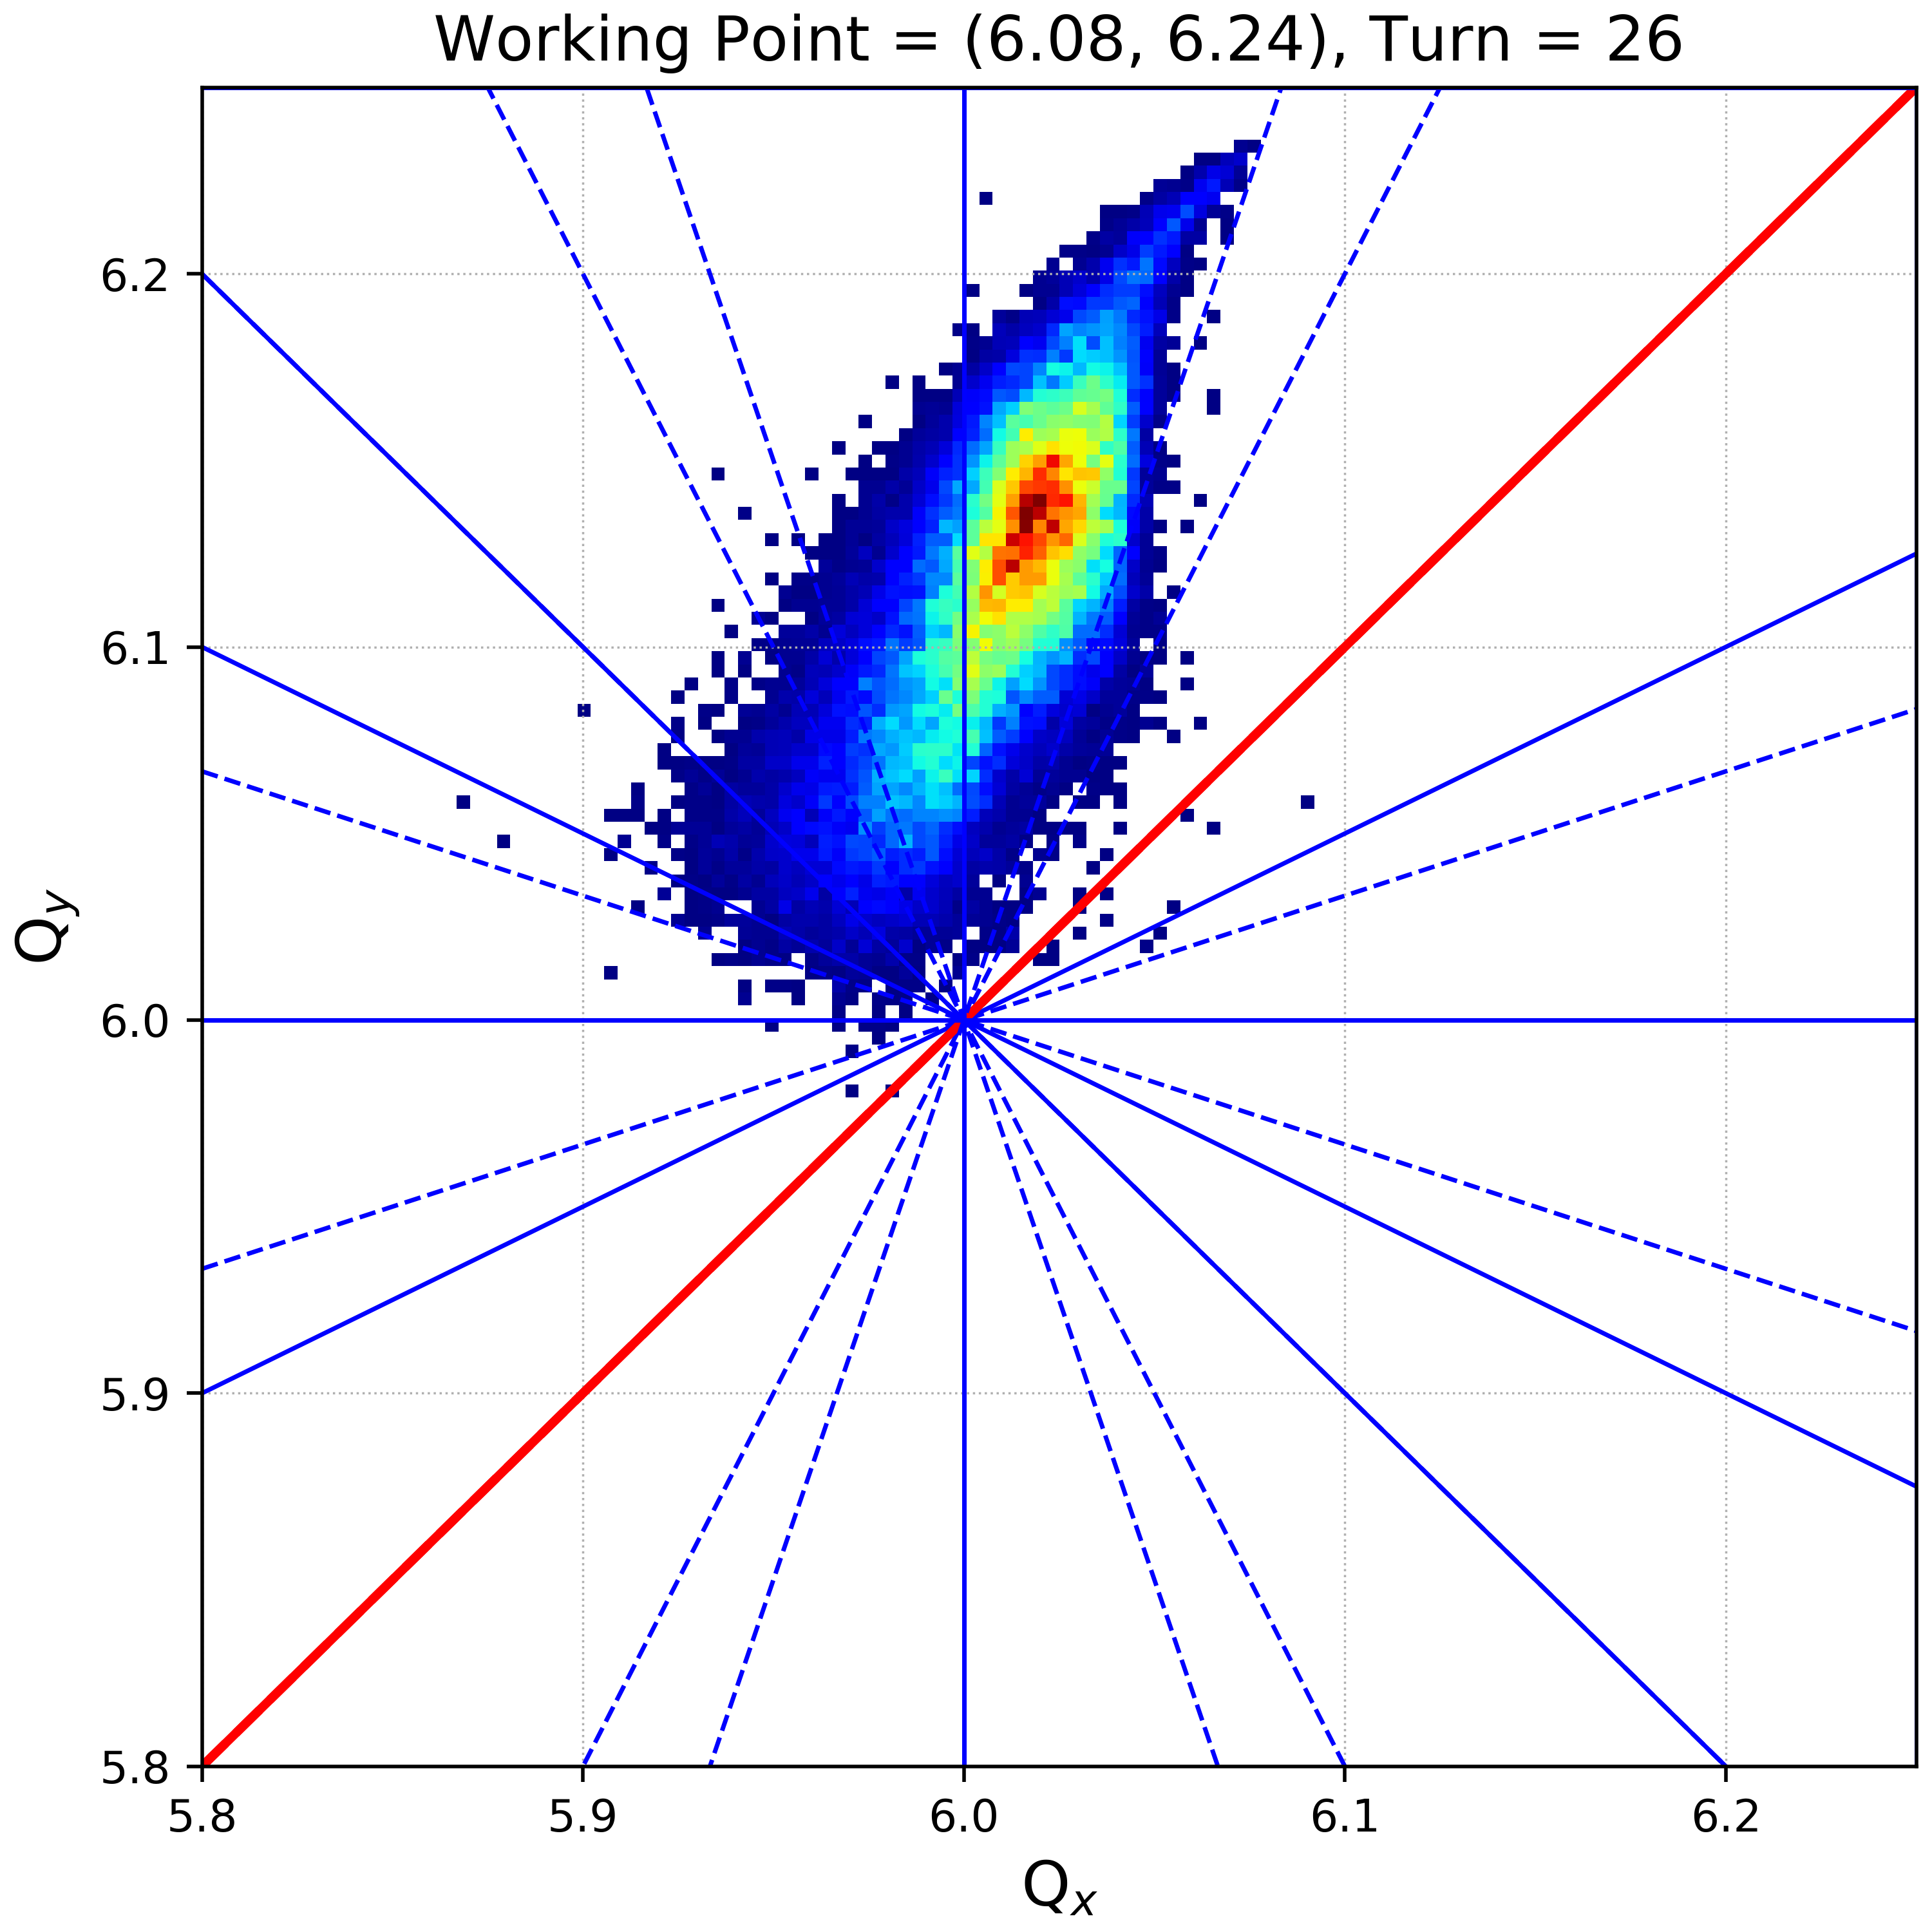 Working Point = (6.08, 6.24), Turn = 26
6.2
6.1
6.0
5.9
5.8
Qy
5.8 5.9 6.0 6.1 6.2
Qx